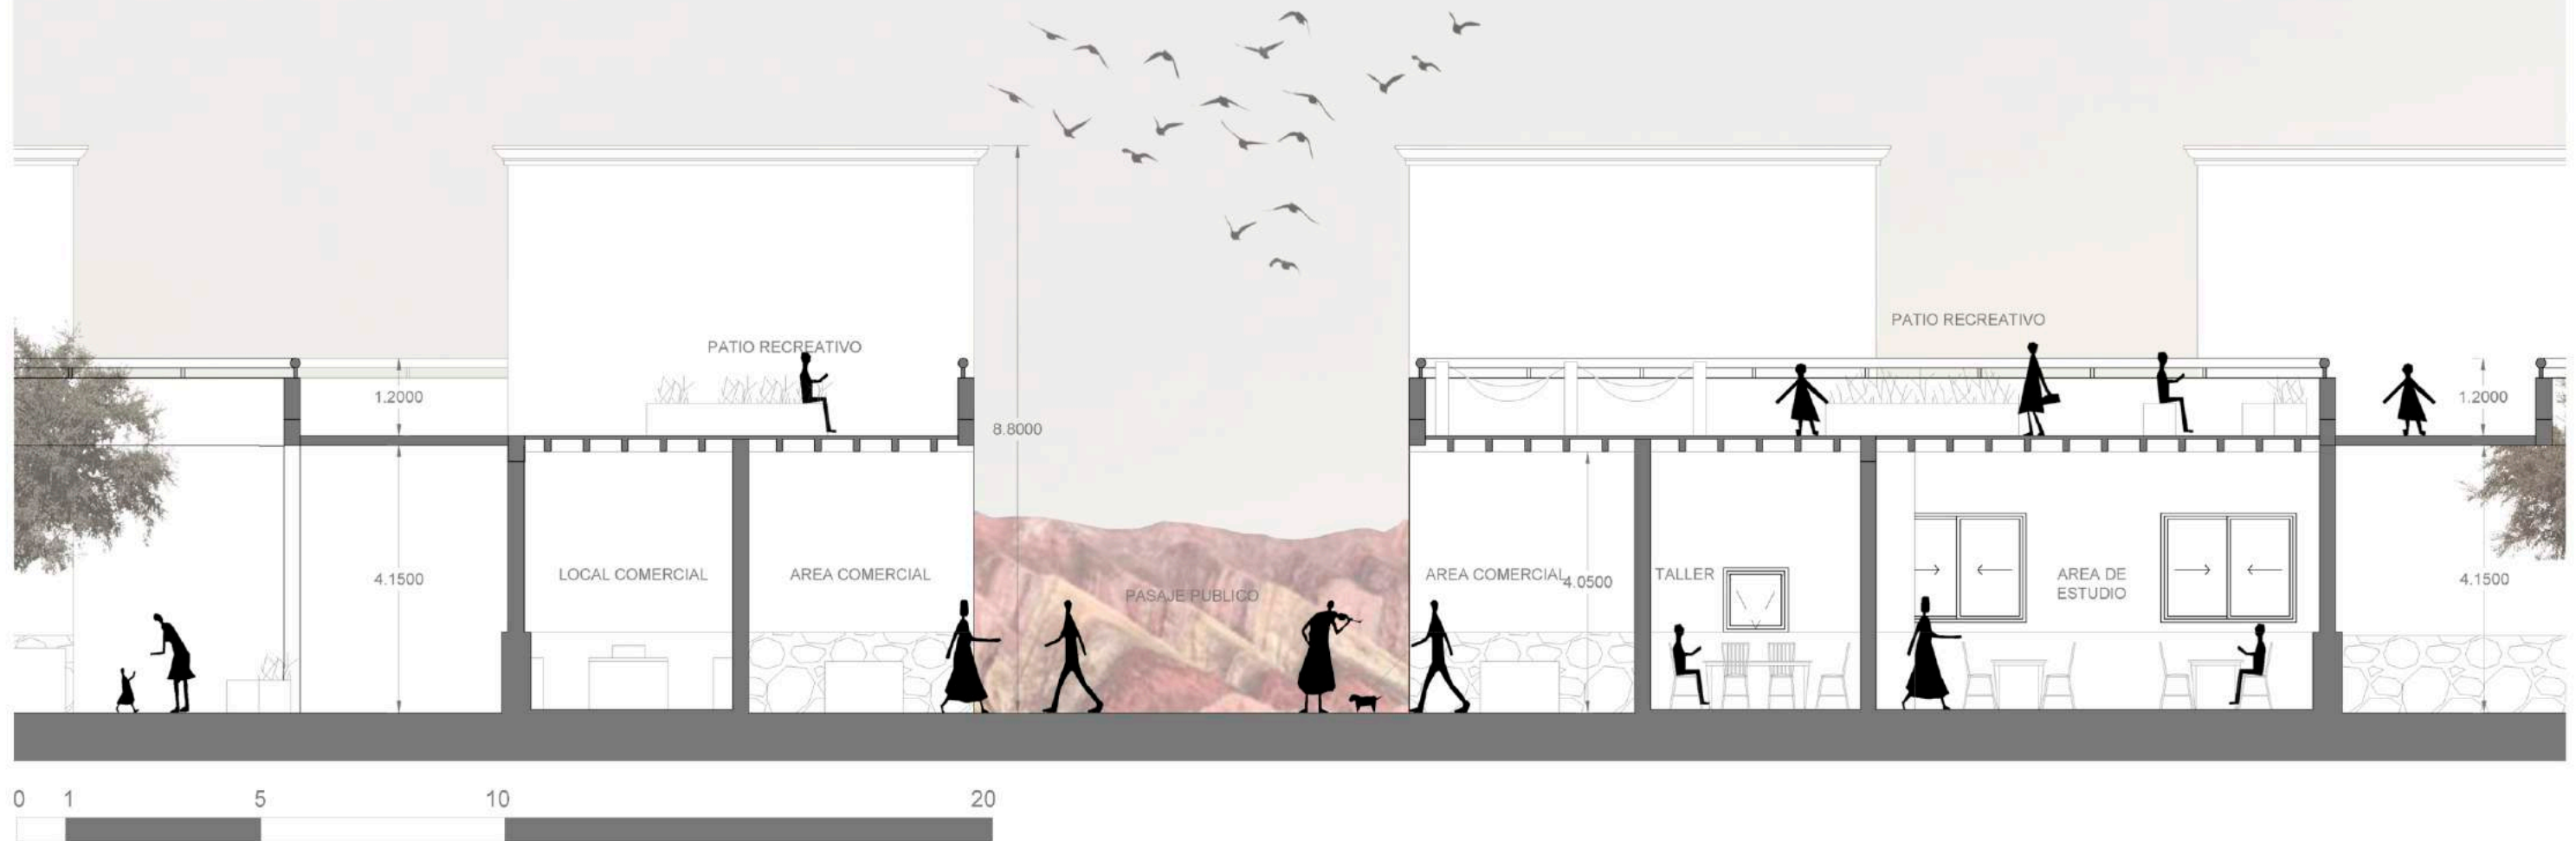 PATIO RECREATIVO
PATIO RECREATIVO
1.2000
1.2000
8.8000
LOCAL COMERCIAL
AREA COMERCIAL
PASAJE PUBLICO
AREA COMERCIAL
4.0500
TALLER
AREA DE
ESTUDIO
4.1500
4.1500
0 1 5 10 20